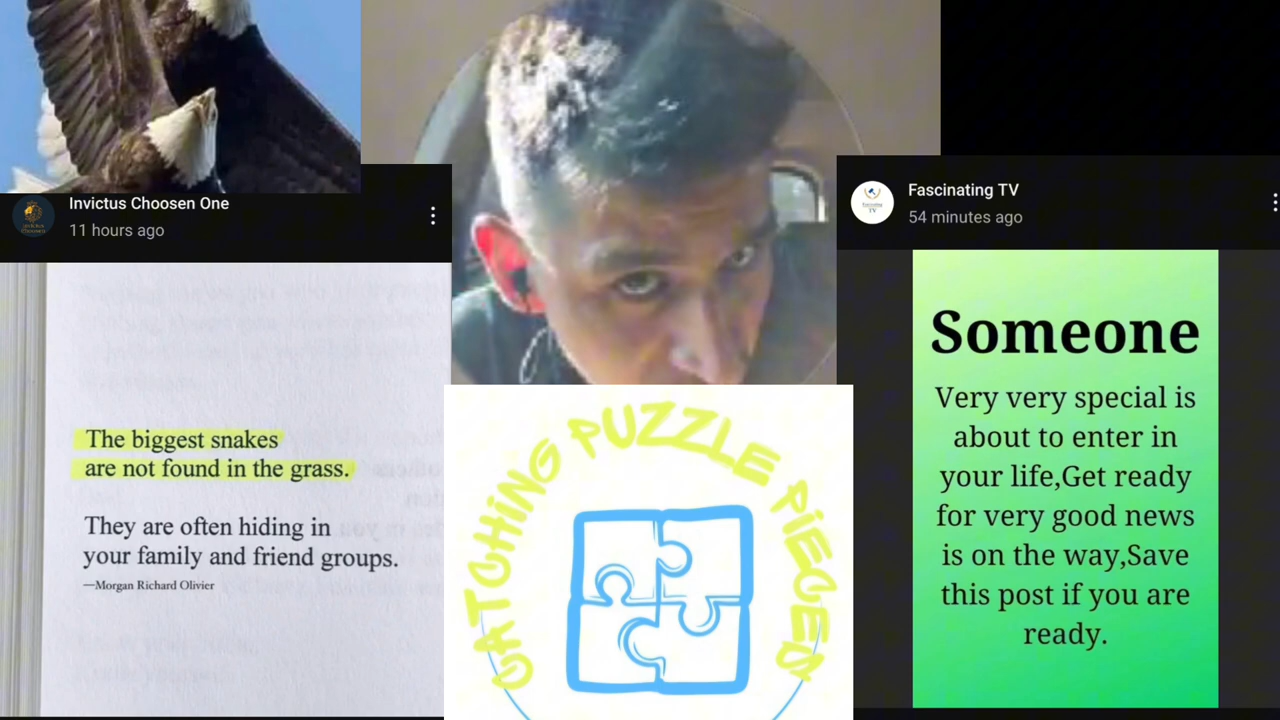 Invictus Choosen One
11 hours ago
The biggest snakes
are not found in the grass.
They are often hiding in
your family and friend groups.
—Morgan Richard Olivier
CATCHING PUZZLE PIECES
Fascinating TV
54 minutes ago
Someone
Very very special is
about to enter in
your life,Get ready
for very good news
is on the way,Save
this post if you are
ready.